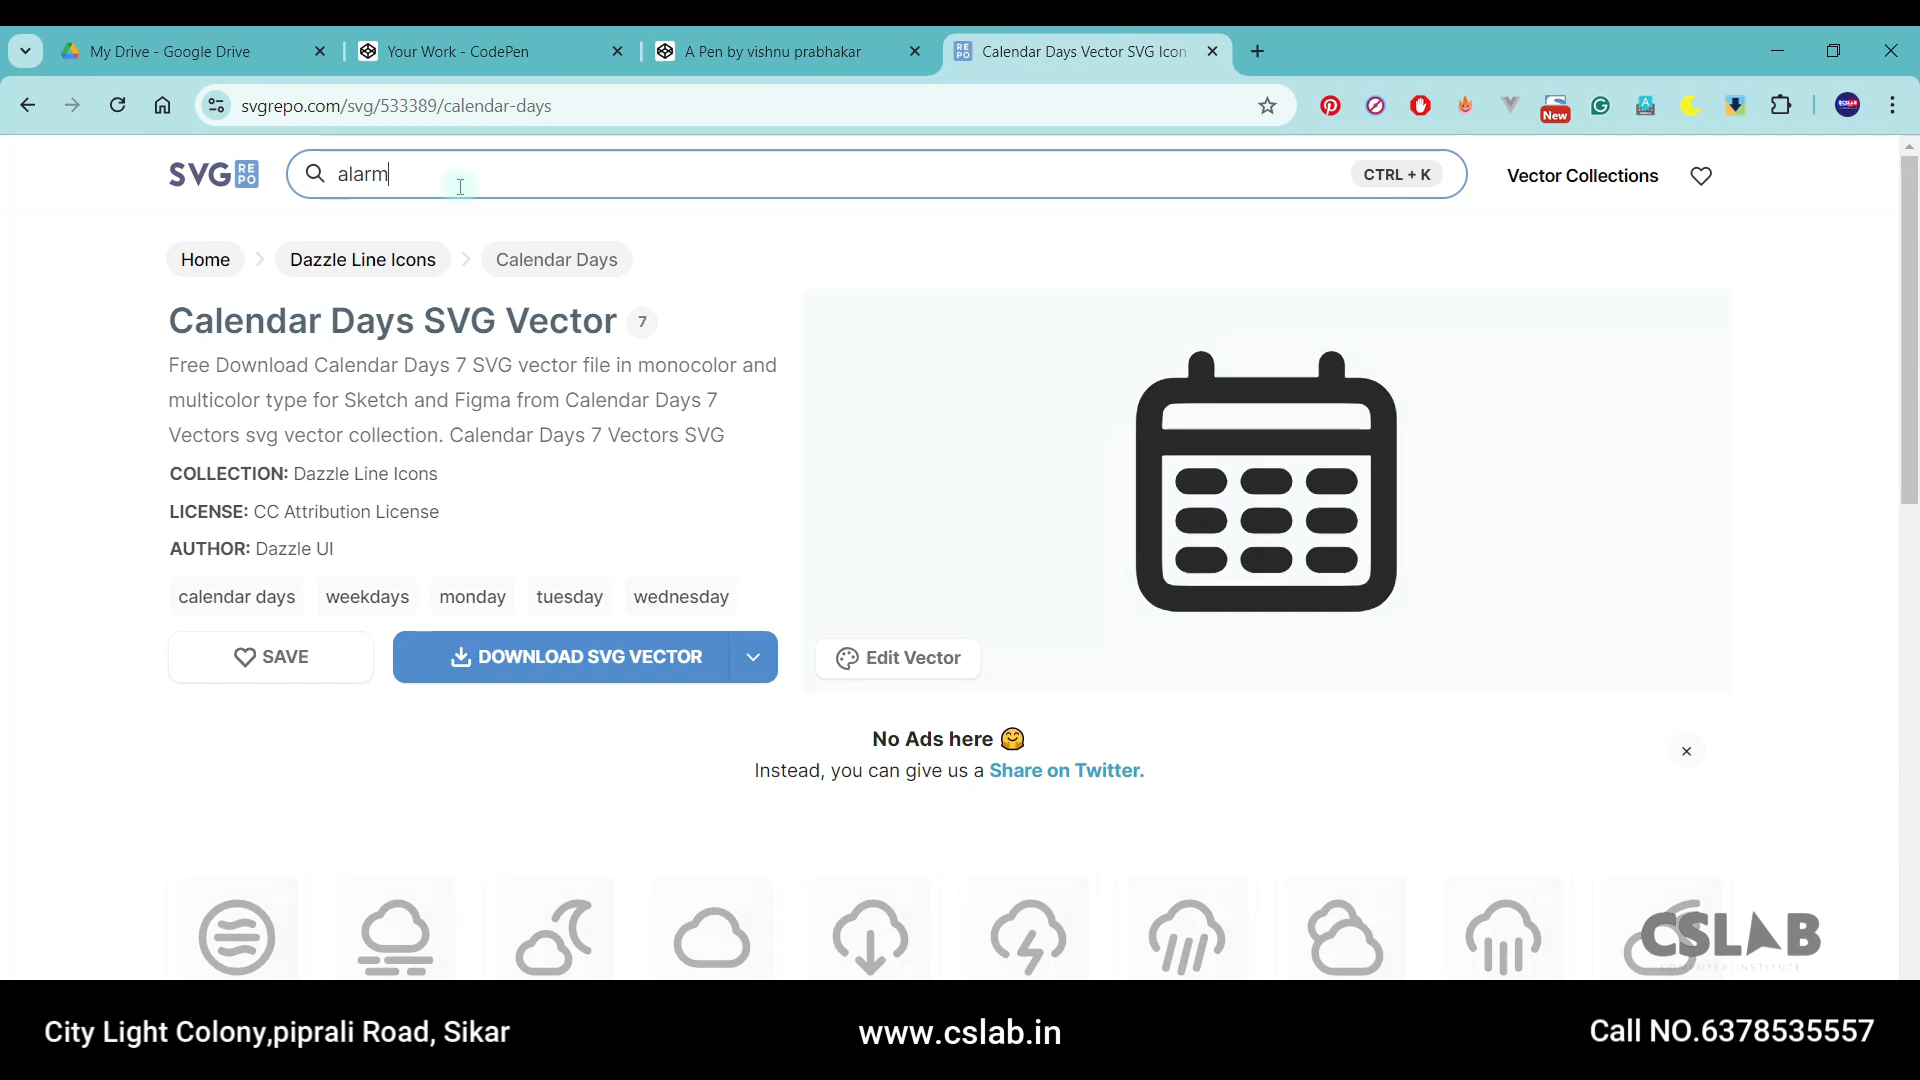 My Drive - Google Drive
Your Work - CodePen
A Pen by vishnu prabhakar
Calendar Days Vector SVG Icon
svgrepo.com/svg/533389/calendar-days
New
SVG REPO
alarm
CTRL + K
Vector Collections
Home
Dazzle Line Icons
Calendar Days
Calendar Days SVG Vector 7
Free Download Calendar Days 7 SVG vector file in monocolor and
multicolor type for Sketch and Figma from Calendar Days 7
Vectors svg vector collection. Calendar Days 7 Vectors SVG
COLLECTION: Dazzle Line Icons
LICENSE: CC Attribution License
AUTHOR: Dazzle UI
calendar days
weekdays
monday
tuesday
wednesday
SAVE
DOWNLOAD SVG VECTOR
Edit Vector
No Ads here 🤗
Instead, you can give us a Share on Twitter.
CSLAB
COMPUTER INSTITUTE
City Light Colony,piprali Road, Sikar
www.cslab.in
Call NO.6378535557